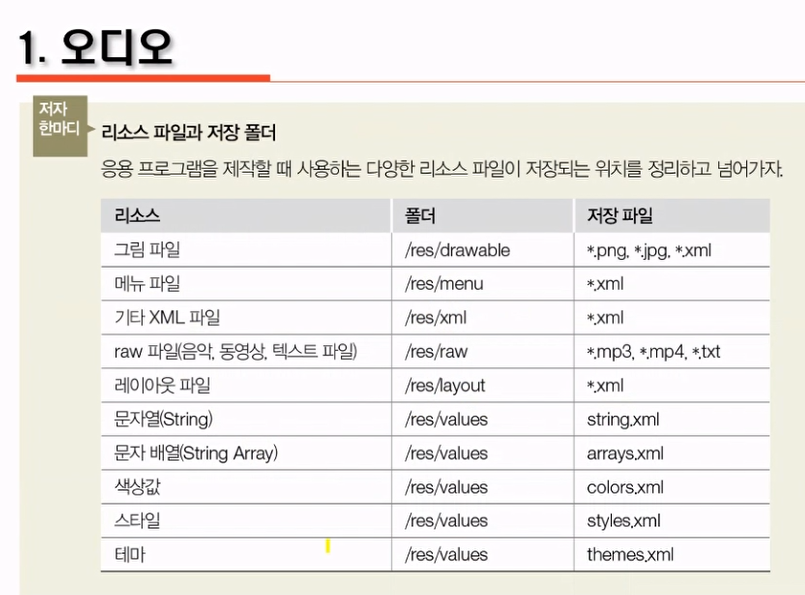 1. 오디오
저자
한마디
리소스 파일과 저장 폴더
응용 프로그램을 제작할 때 사용하는 다양한 리소스 파일이 저장되는 위치를 정리하고 넘어가자.
리소스 폴더 저장 파일
그림 파일 /res/drawable *.png, *.jpg, *.xml
메뉴 파일 /res/menu *.xml
기타 XML 파일 /res/xml *.xml
raw 파일(음악, 동영상, 텍스트 파일) /res/raw *.mp3, *.mp4, *.txt
레이아웃 파일 /res/layout *.xml
문자열(String) /res/values string.xml
문자 배열(String Array) /res/values arrays.xml
색상값 /res/values colors.xml
스타일 /res/values styles.xml
테마 /res/values themes.xml